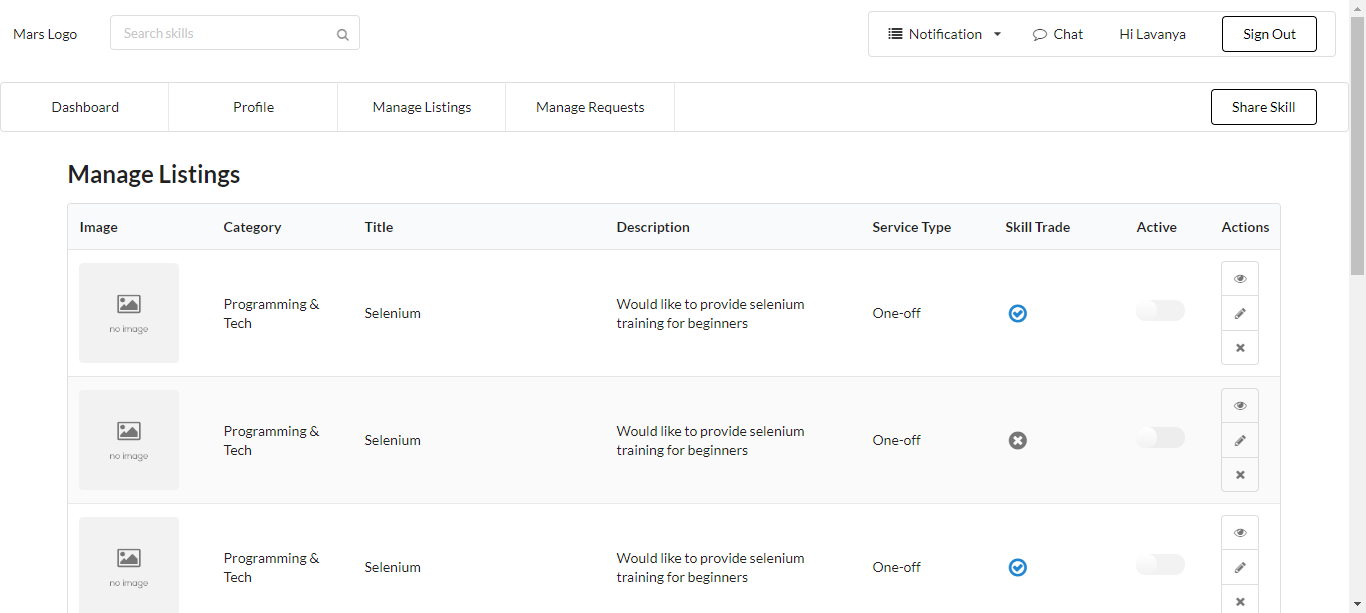 Mars Logo
Search skills
Notification
Chat
Hi Lavanya
Sign Out
Dashboard
Profile
Manage Listings
Manage Requests
Share Skill
Manage Listings
Image
Category
Title
Description
Service Type
Skill Trade
Active
Actions
no image
Programming &
Tech
Selenium
Would like to provide selenium
training for beginners
One-off
no image
Programming &
Tech
Selenium
Would like to provide selenium
training for beginners
One-off
no image
Programming &
Tech
Selenium
Would like to provide selenium
training for beginners
One-off